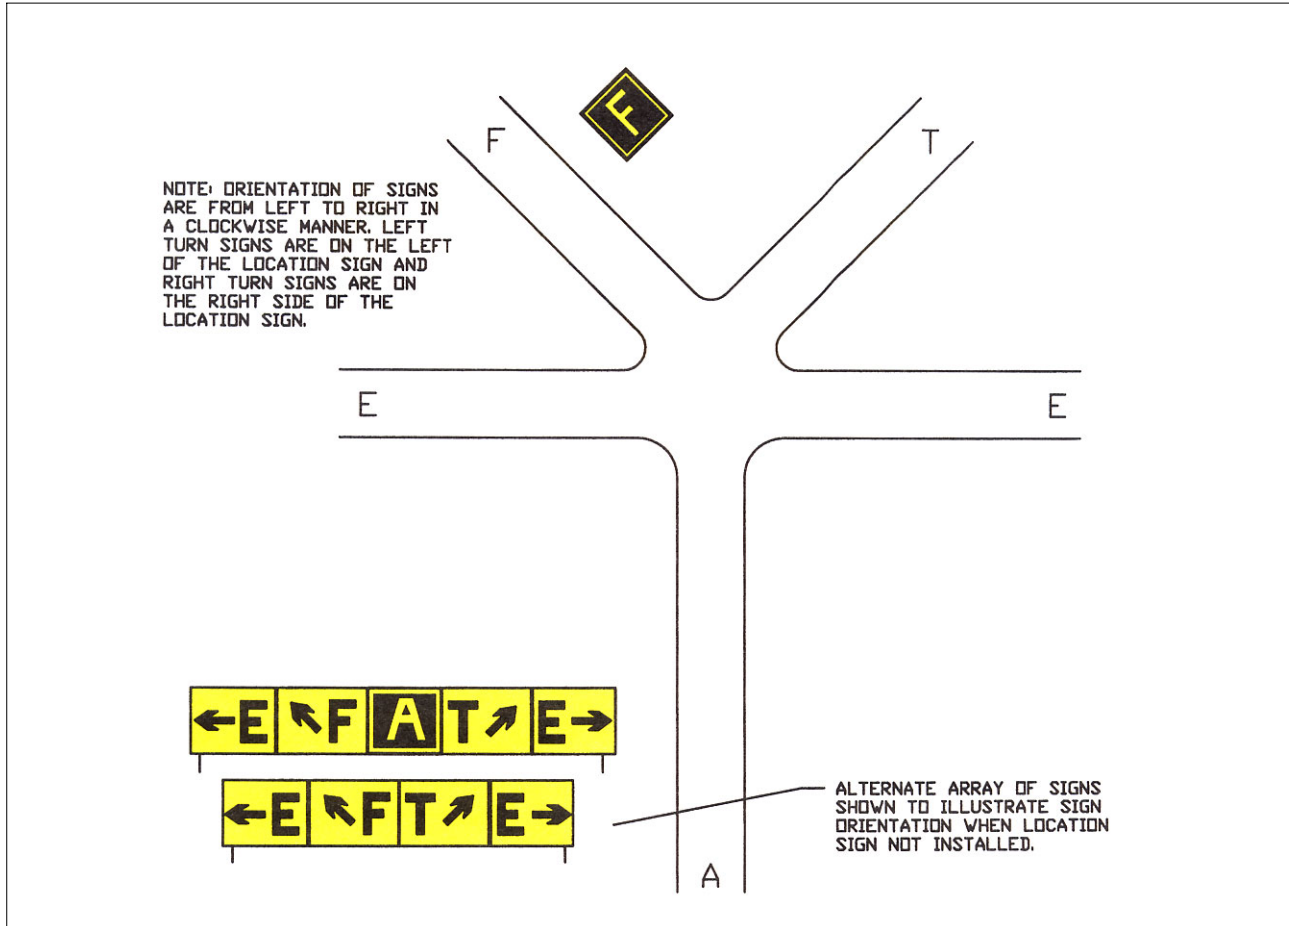 F
F
T
NOTE: ORIENTATION OF SIGNS
ARE FROM LEFT TO RIGHT IN
A CLOCKWISE MANNER. LEFT
TURN SIGNS ARE ON THE LEFT
OF THE LOCATION SIGN AND
RIGHT TURN SIGNS ARE ON
THE RIGHT SIDE OF THE
LOCATION SIGN.
E
E
←E ↖F A T↗ E→
←E ↖F T↗ E→
ALTERNATE ARRAY OF SIGNS
SHOWN TO ILLUSTRATE SIGN
ORIENTATION WHEN LOCATION
SIGN NOT INSTALLED.
A